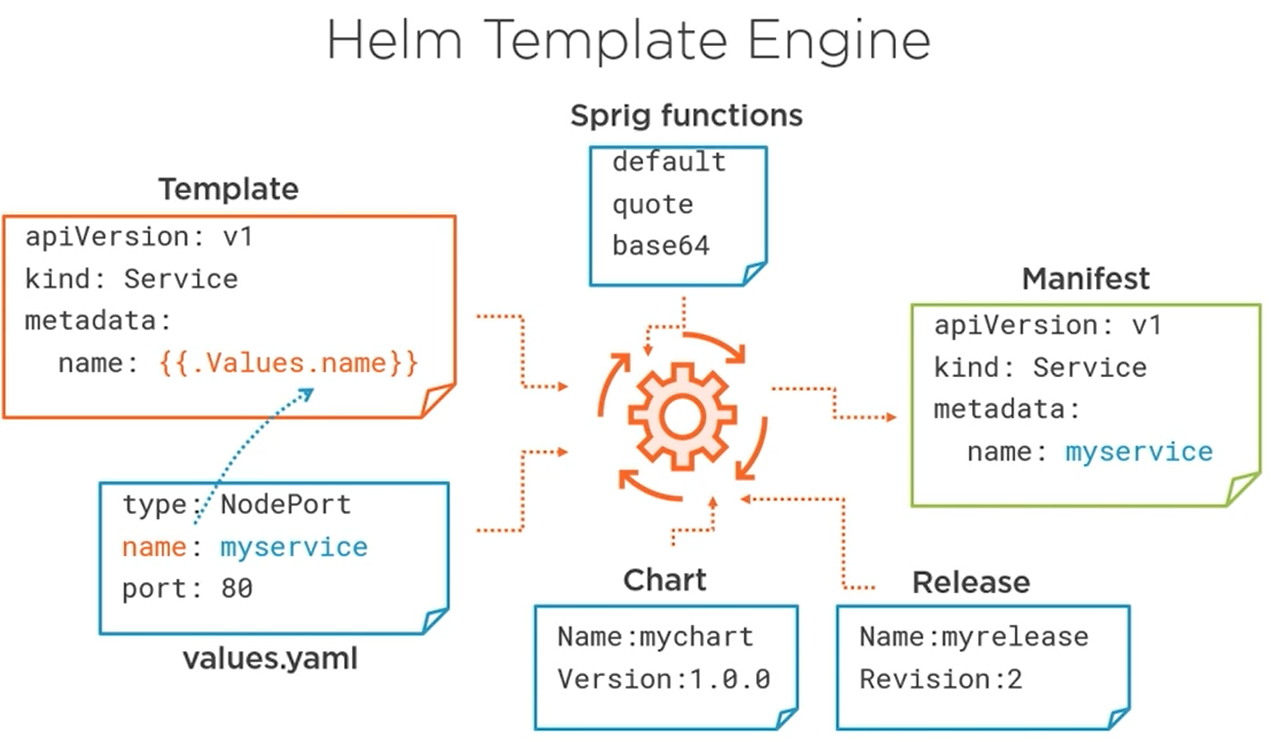 Helm Template Engine
Sprig functions
default
quote
base64
Template
apiVersion: v1
kind: Service
metadata:
  name: {{.Values.name}}
type: NodePort
name: myservice
port: 80
values.yaml
Manifest
apiVersion: v1
kind: Service
metadata:
  name: myservice
Chart
Name:mychart
Version:1.0.0
Release
Name:myrelease
Revision:2